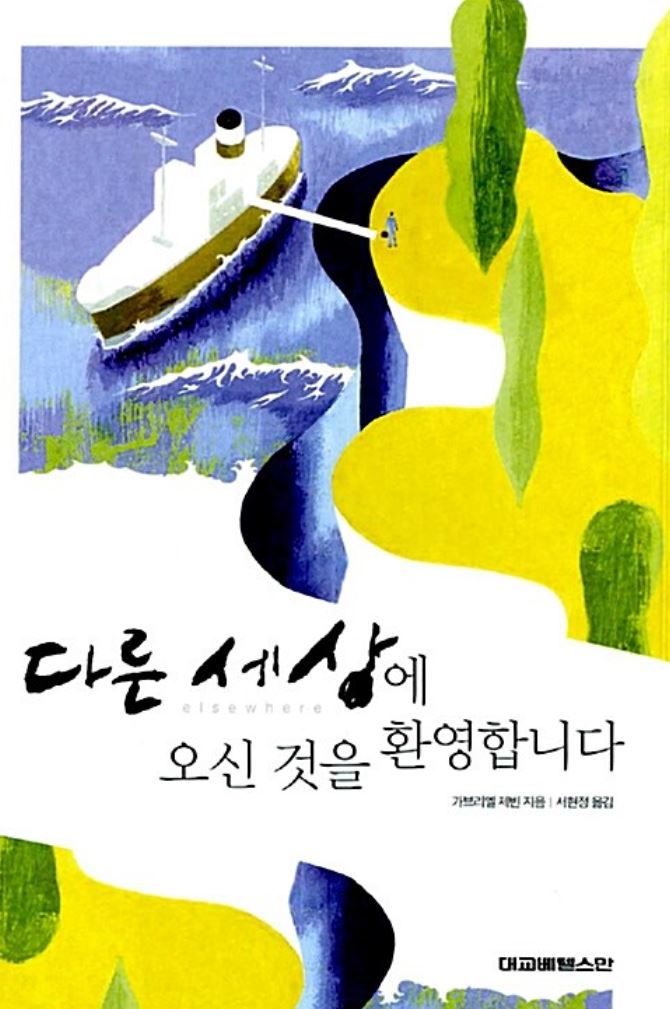 다른 세상에
elsewhere
오신 것을 환영합니다
가브리엘 제빈 지음 | 서현정 옮김
대교베텔스만